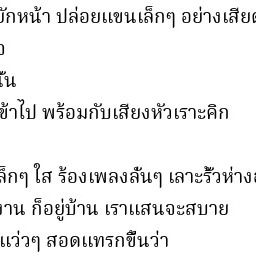 ยักหน้า ปล่อยแขนเล็กๆ อย่างเสีย
นั้น
ข้าไป พร้อมกับเสียงหัวเราะคิก
ล็กๆ ใส ร้องเพลงลั่นๆ เลาะรั้วห่าง
งาน ก็อยู่บ้าน เราแสนจะสบาย
แว่วๆ สอดแทรกขึ้นว่า